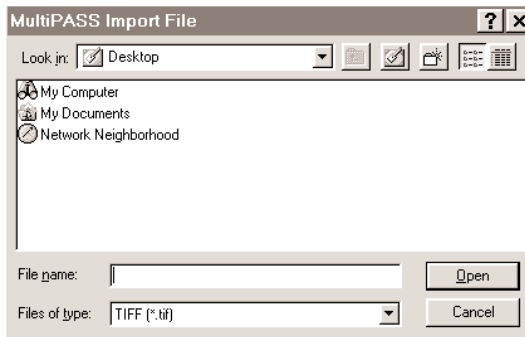 MultiPASS Import File
Look in: Desktop
My Computer
My Documents
Network Neighborhood
File name:
Open
Files of type: TIFF (*.tif)
Cancel